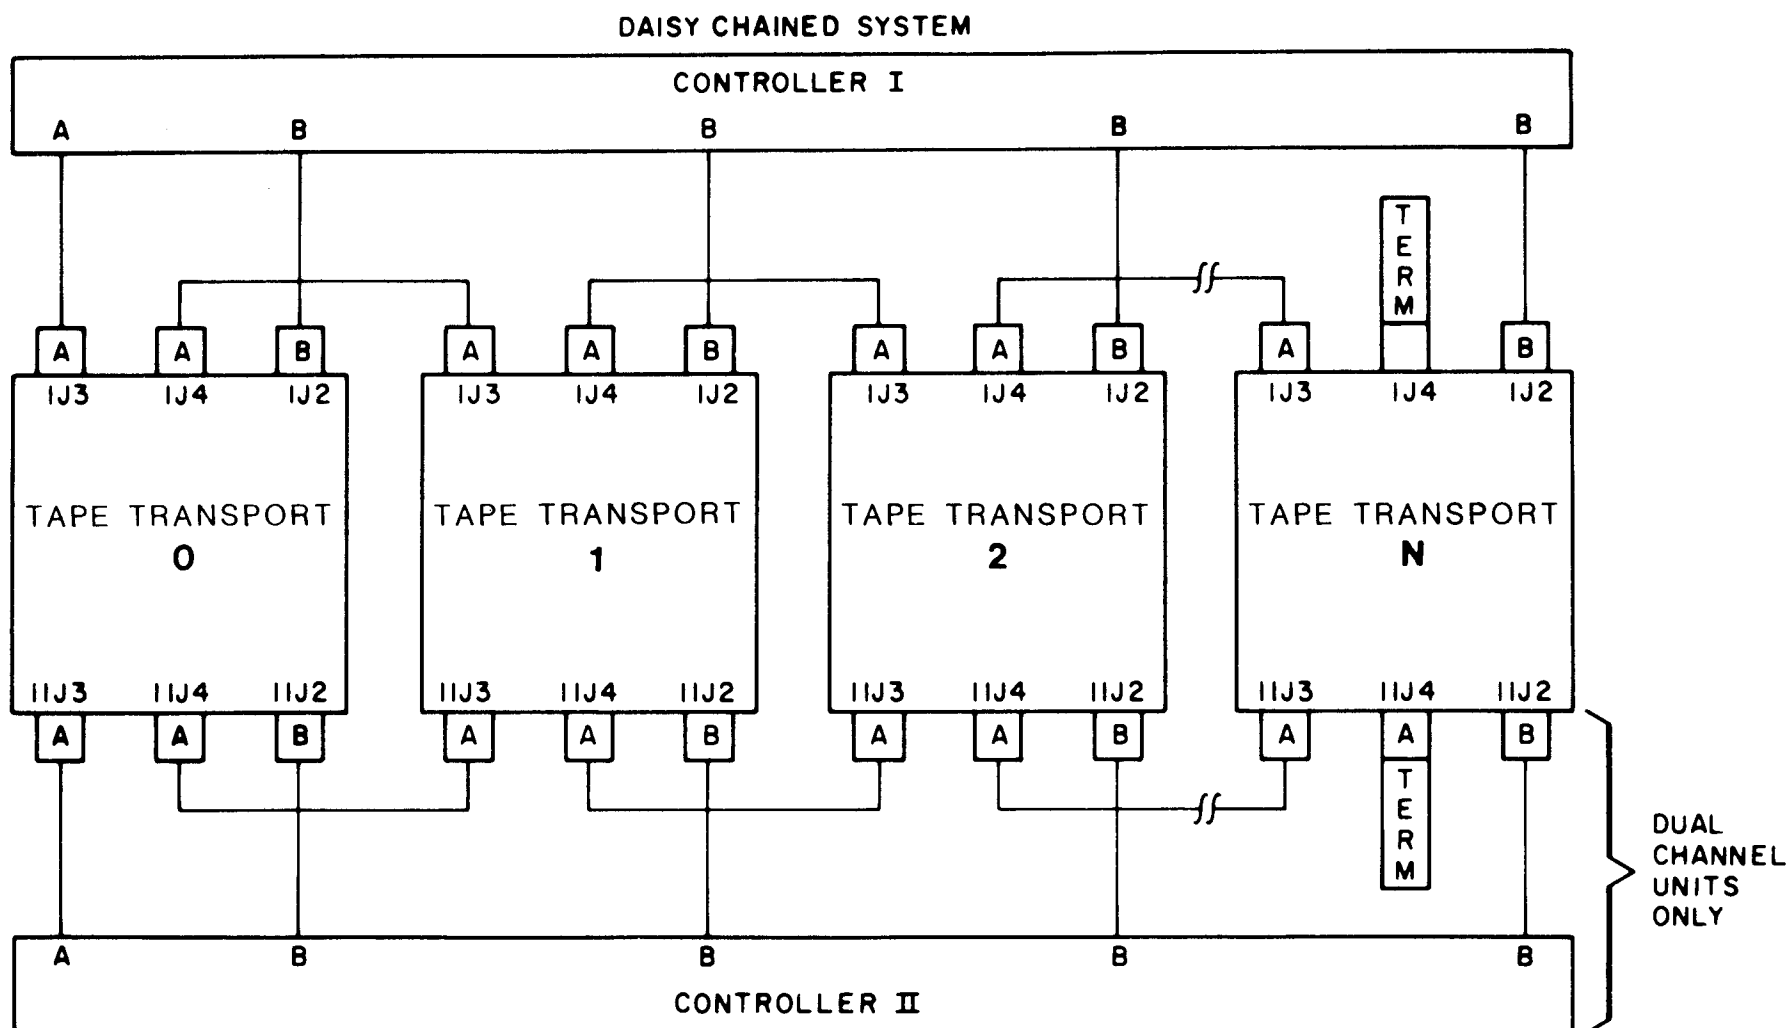 DAISY CHAINED SYSTEM
CONTROLLER I
A B B B B
TERM
A A B A A B A A B A B
IJ3 IJ4 IJ2 IJ3 IJ4 IJ2 IJ3 IJ4 IJ2 IJ3 IJ4 IJ2
TAPE TRANSPORT TAPE TRANSPORT TAPE TRANSPORT TAPE TRANSPORT
0 1 2 N
IIJ3 IIJ4 IIJ2 IIJ3 IIJ4 IIJ2 IIJ3 IIJ4 IIJ2 IIJ3 IIJ4 IIJ2
A A B A A B A A B A A B
TERM
DUAL
CHANNEL
UNITS
ONLY
A B B B B
CONTROLLER II